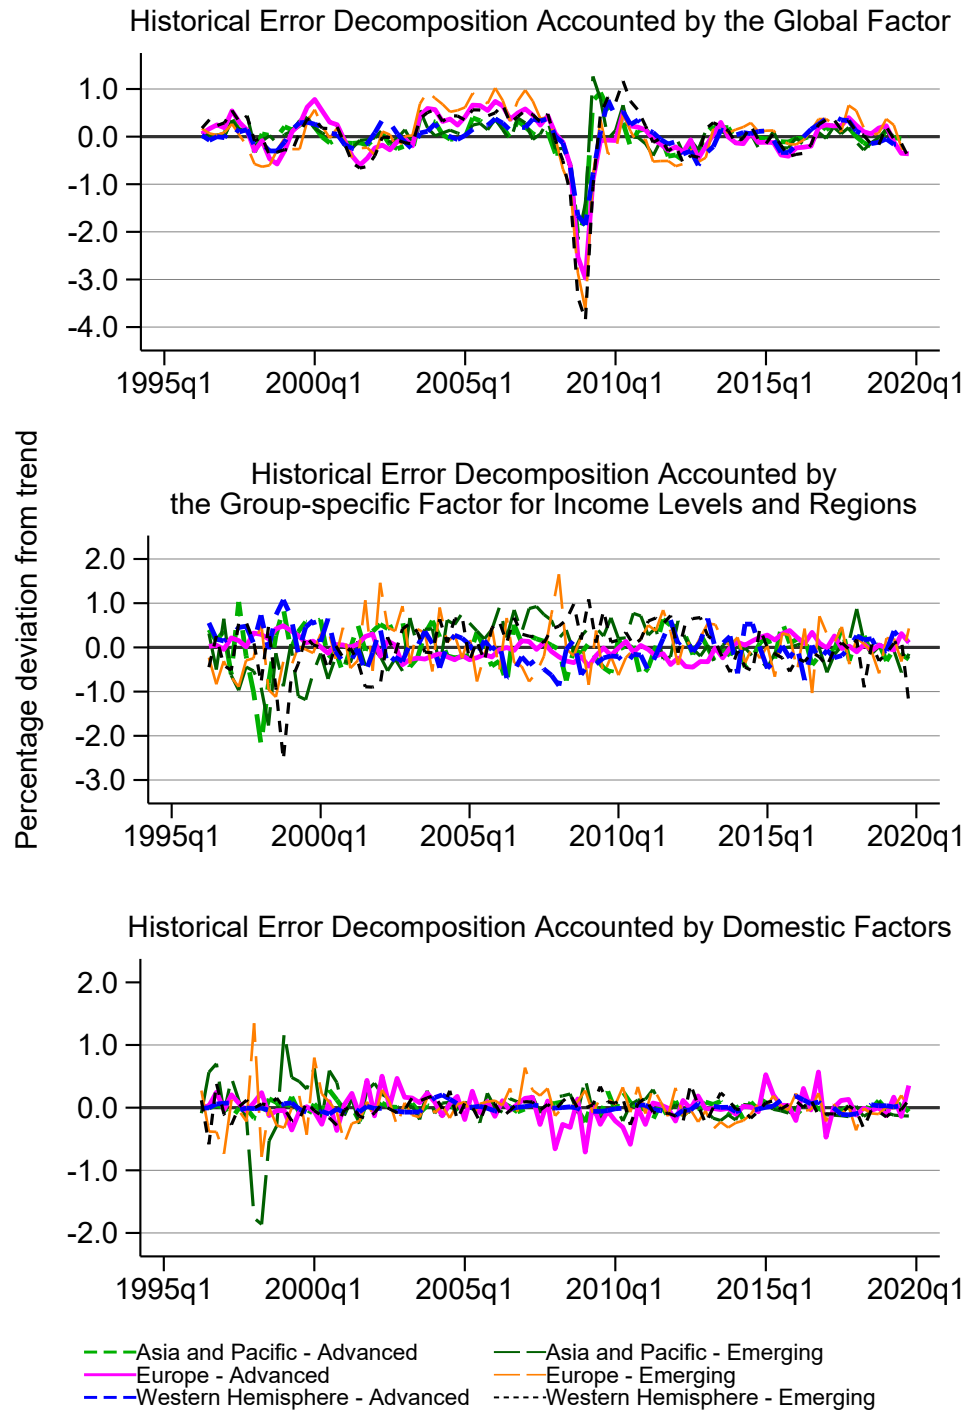 Historical Error Decomposition Accounted by the Global Factor
1.0
0.0
-1.0
-2.0
-3.0
-4.0
1995q1 2000q1 2005q1 2010q1 2015q1 2020q1
Percentage deviation from trend
Historical Error Decomposition Accounted by
the Group-specific Factor for Income Levels and Regions
2.0
1.0
0.0
-1.0
-2.0
-3.0
1995q1 2000q1 2005q1 2010q1 2015q1 2020q1
Historical Error Decomposition Accounted by Domestic Factors
2.0
1.0
0.0
-1.0
-2.0
1995q1 2000q1 2005q1 2010q1 2015q1 2020q1
Asia and Pacific - Advanced Asia and Pacific - Emerging
Europe - Advanced Europe - Emerging
Western Hemisphere - Advanced Western Hemisphere - Emerging